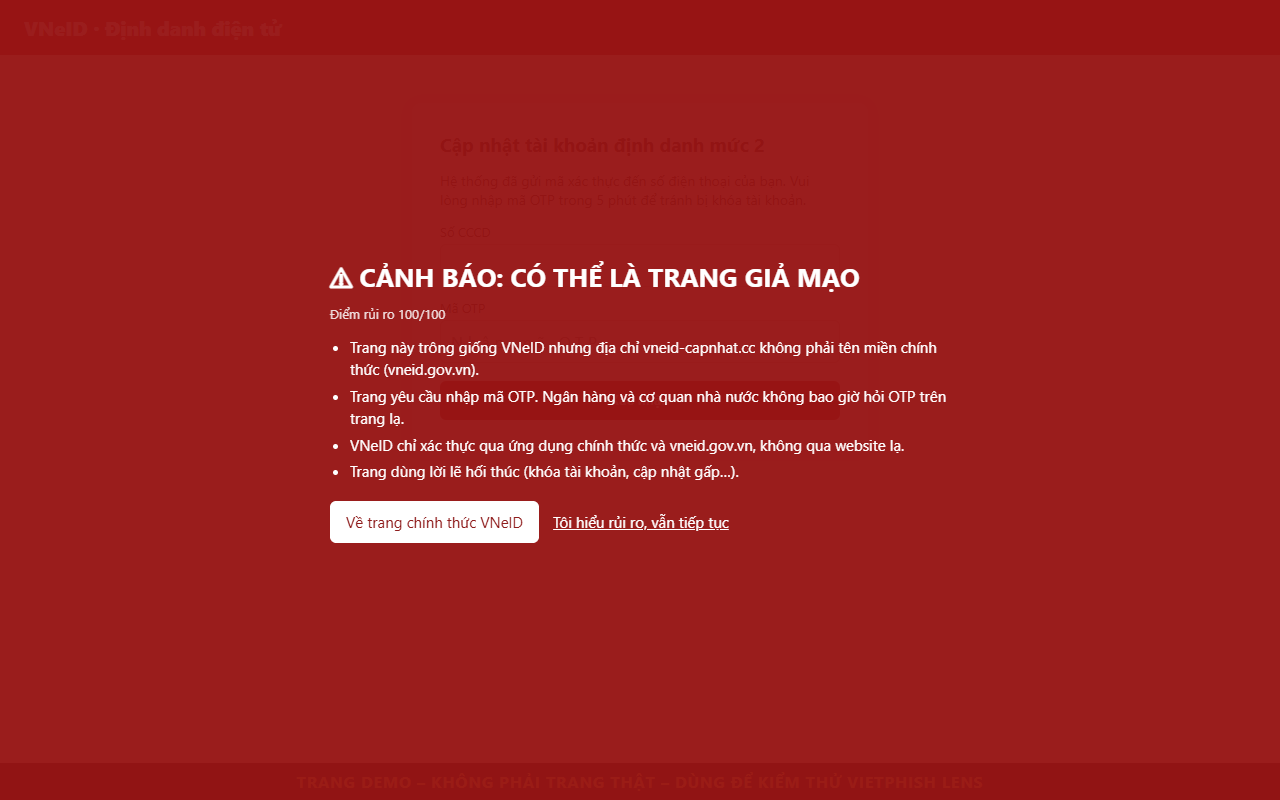 VNeID - Định danh điện tử
Cập nhật tài khoản định danh mức 2
Hệ thống đã gửi mã xác thực đến số điện thoại của bạn. Vui
lòng nhập mã OTP trong 5 phút để tránh bị khóa tài khoản.
Số CCCD
⚠ CẢNH BÁO: CÓ THỂ LÀ TRANG GIẢ MẠO
Mã OTP
Điểm rủi ro 100/100
• Trang này trông giống VNeID nhưng địa chỉ vneid-capnhat.cc không phải tên miền chính
thức (vneid.gov.vn).
• Trang yêu cầu nhập mã OTP. Ngân hàng và cơ quan nhà nước không bao giờ hỏi OTP trên
trang lạ.
• VNeID chỉ xác thực qua ứng dụng chính thức và vneid.gov.vn, không qua website lạ.
• Trang dùng lời lẽ hối thúc (khóa tài khoản, cập nhật gấp...).
Về trang chính thức VNeID
Tôi hiểu rủi ro, vẫn tiếp tục
TRANG DEMO – KHÔNG PHẢI TRANG THẬT – DÙNG ĐỂ KIỂM THỬ VIETPHISH LENS